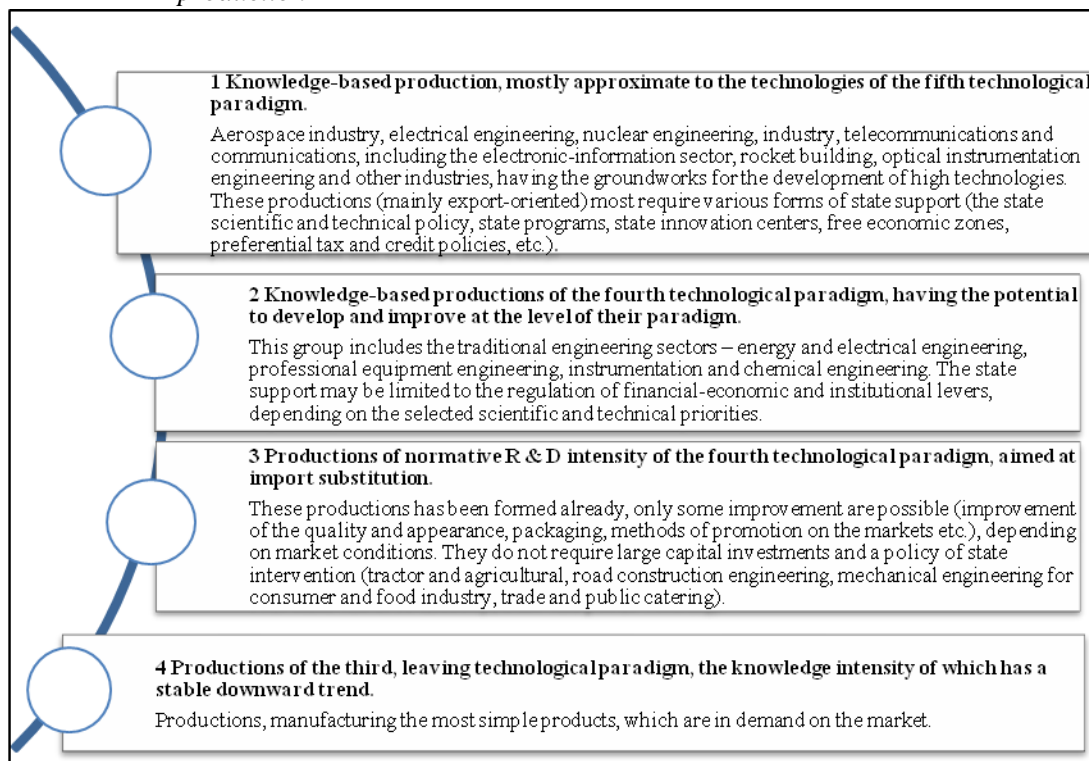 1 Knowledge-based production, mostly approximate to the technologies of the fifth technological
paradigm.
Aerospace industry, electrical engineering, nuclear engineering, industry, telecommunications and
communications, including the electronic-information sector, rocket building, optical instrumentation
engineering and other industries, having the groundworks for the development of high technologies.
These productions (mainly export-oriented) most require various forms of state support (the state
scientific and technical policy, state programs, state innovation centers, free economic zones,
preferential tax and credit policies, etc.).
2 Knowledge-based productions of the fourth technological paradigm, having the potential
to develop and improve at the level of their paradigm.
This group includes the traditional engineering sectors – energy and electrical engineering,
professional equipment engineering, instrumentation and chemical engineering. The state
support may be limited to the regulation of financial-economic and institutional levers,
depending on the selected scientific and technical priorities.
3 Productions of normative R & D intensity of the fourth technological paradigm, aimed at
import substitution.
These productions has been formed already, only some improvement are possible (improvement
of the quality and appearance, packaging, methods of promotion on the markets etc.), depending
on market conditions. They do not require large capital investments and a policy of state
intervention (tractor and agricultural, road construction engineering, mechanical engineering for
consumer and food industry, trade and public catering).
4 Productions of the third, leaving technological paradigm, the knowledge intensity of which has a
stable downward trend.
Productions, manufacturing the most simple products, which are in demand on the market.